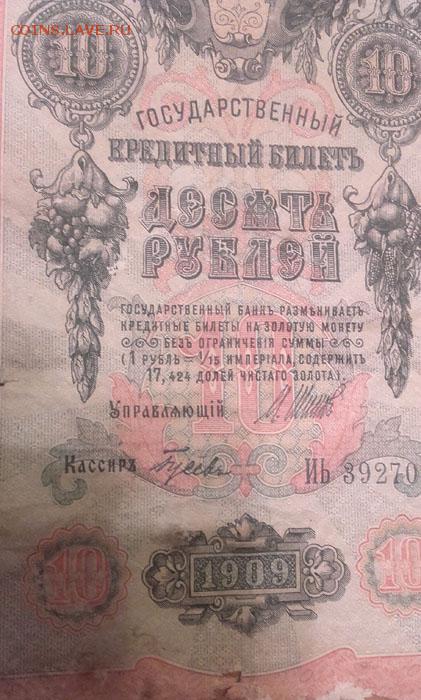 COINS.LAVE.RU
10 10
ГОСУДАРСТВЕННЫЙ
КРЕДИТНЫЙ БИЛЕТЪ
ДЕСЯТЬ
РУБЛЕЙ
ГОСУДАРСТВЕННЫЙ БАНКЪ РАЗМѢНИВАЕТЪ
КРЕДИТНЫЕ БИЛЕТЫ НА ЗОЛОТУЮ МОНЕТУ
БЕЗЪ ОГРАНИЧЕНІЯ СУММЫ
(1 РУБЛЬ = 1/15 ИМПЕРІАЛА, СОДЕРЖИТЪ
17,424 ДОЛЕЙ ЧИСТАГО ЗОЛОТА).
10
УПРАВЛЯЮЩІЙ
КАССИРЪ ИЬ 39270
10 1909 10